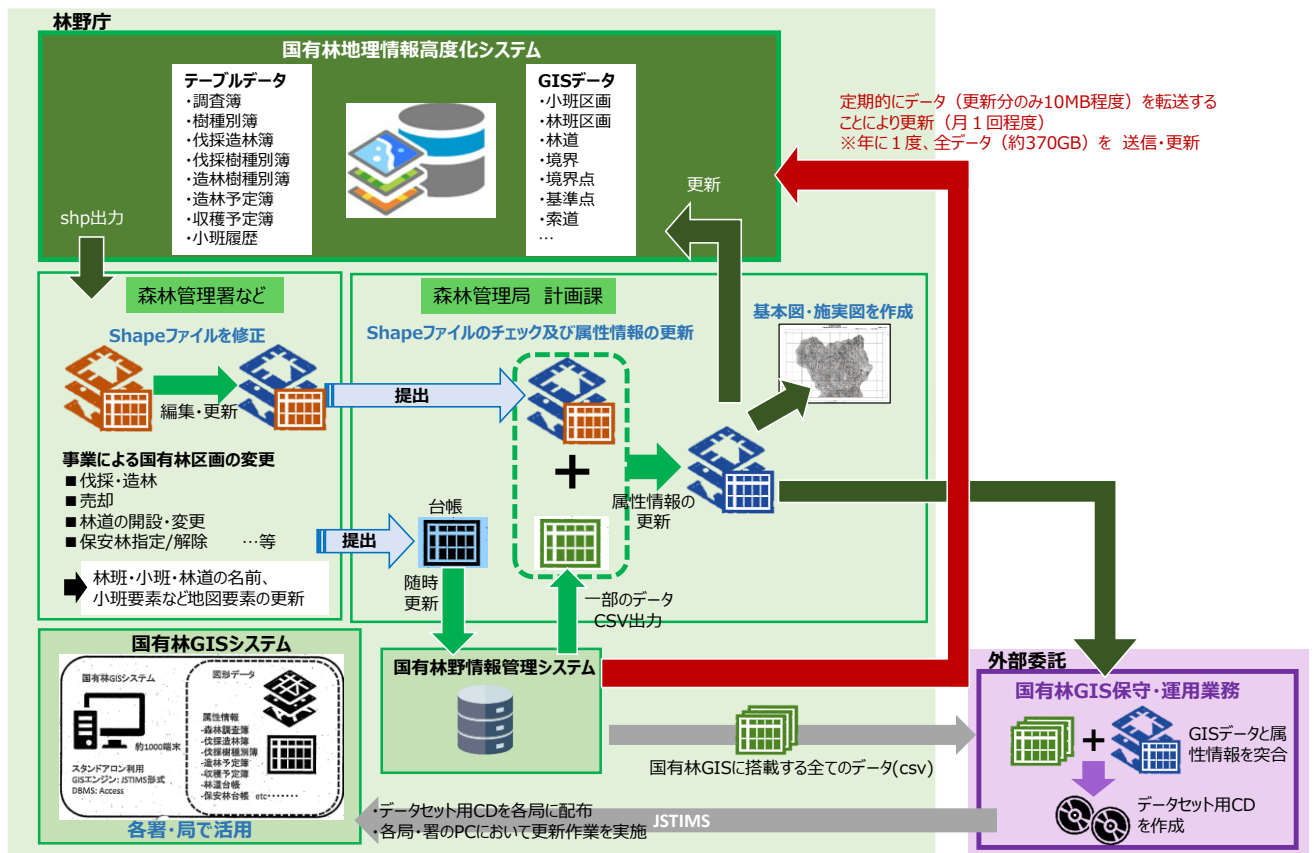 林野庁
国有林地理情報高度化システム
テーブルデータ
・調査簿
・樹種別簿
・伐採造林簿
・伐採樹種別簿
・造林樹種別簿
・造林予定簿
・収穫予定簿
・小班履歴
GISデータ
・小班区画
・林班区画
・林道
・境界
・境界点
・基準点
・索道
…
定期的にデータ（更新分のみ10MB程度）を転送する
ことにより更新（月１回程度）
※年に１度、全データ（約370GB）を 送信・更新
更新
shp出力
森林管理署など
Shapeファイルを修正
編集・更新
提出
事業による国有林区画の変更
■伐採・造林
■売却
■林道の開設・変更
■保安林指定/解除　…等
提出
林班・小班・林道の名前、
小班要素など地図要素の更新
森林管理局 計画課
Shapeファイルのチェック及び属性情報の更新
基本図・施実図を作成
属性情報の
更新
台帳
随時
更新
一部のデータ
CSV出力
国有林GISシステム
国有林GISシステム
約1000端末
スタンドアロン利用
GISエンジン: JSTIMS形式
DBMS: Access
図形データ
属性情報
-森林調査簿
-伐採造林簿
-伐採樹種別簿
-造林予定簿
-収穫予定簿
-林道台帳
-保安林台帳 etc‥‥‥‥
各署・局で活用
国有林野情報管理システム
国有林GISに搭載する全てのデータ(csv)
・データセット用CDを各局に配布
・各局・署のPCにおいて更新作業を実施
JSTIMS
外部委託
国有林GIS保守・運用業務
GISデータと属
性情報を突合
データセット用CD
を作成